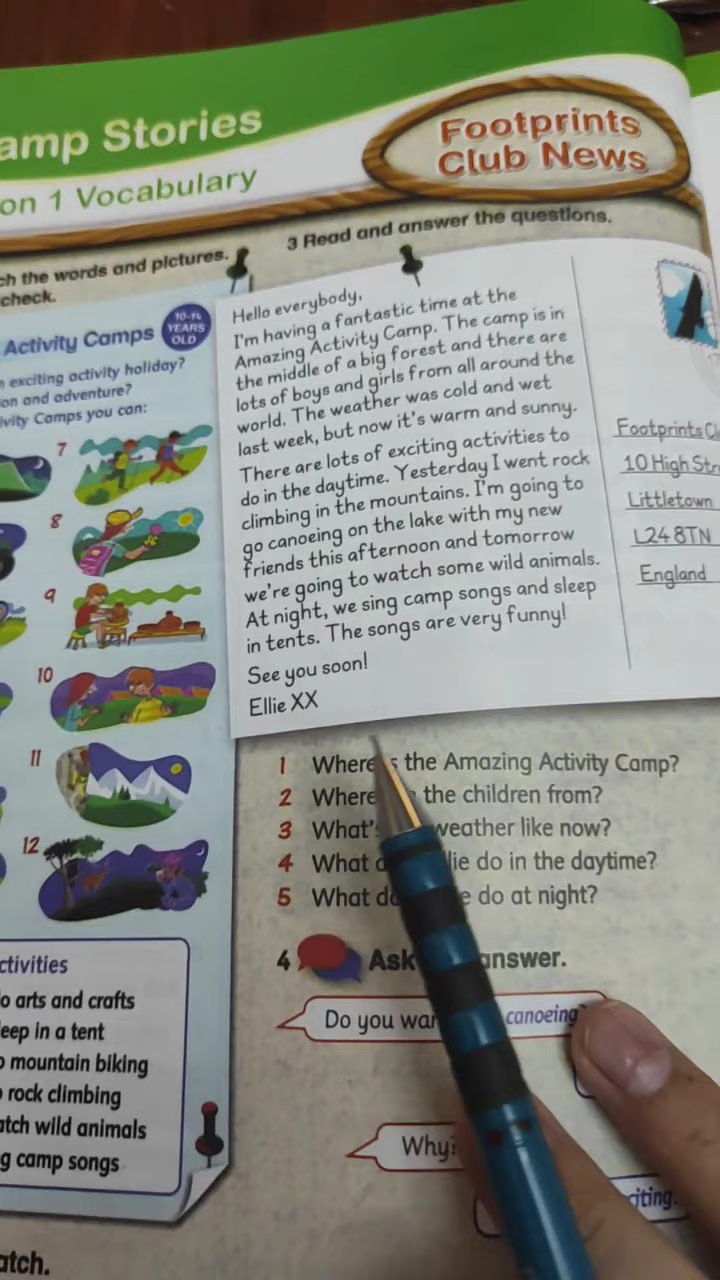 amp Stories
on 1 Vocabulary
Footprints
Club News
ch the words and pictures.
check.
Activity Camps
10-14
YEARS
OLD
exciting activity holiday?
on and adventure?
ivity Camps you can:
7
8
9
10
11
12
ctivities
o arts and crafts
eep in a tent
mountain biking
rock climbing
atch wild animals
g camp songs
atch.
3 Read and answer the questions.
Hello everybody,
I'm having a fantastic time at the
Amazing Activity Camp. The camp is in
the middle of a big forest and there are
lots of boys and girls from all around the
world. The weather was cold and wet
last week, but now it's warm and sunny.
There are lots of exciting activities to
do in the daytime. Yesterday I went rock
climbing in the mountains. I'm going to
go canoeing on the lake with my new
friends this afternoon and tomorrow
we're going to watch some wild animals.
At night, we sing camp songs and sleep
in tents. The songs are very funny!
See you soon!
Ellie XX
Footprints Cl
10 High Stre
Littletown
L24 8TN
England
1 Where s the Amazing Activity Camp?
2 Where the children from?
3 What's weather like now?
4 What d lie do in the daytime?
5 What do e do at night?
4 Ask answer.
Do you wan canoeing?
Why?
citing.